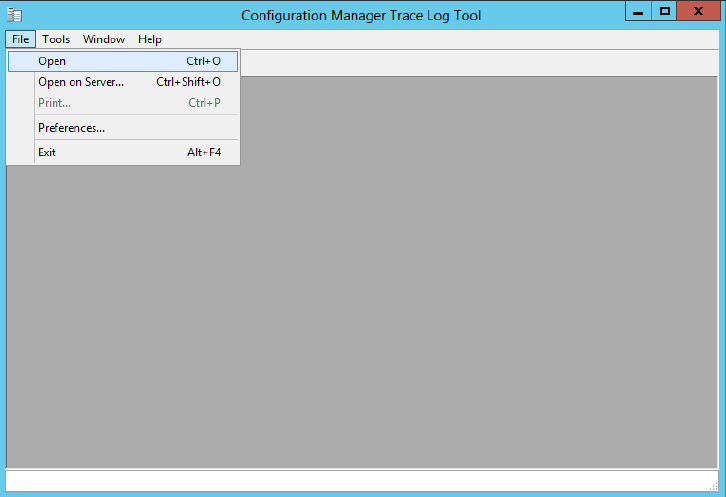 Configuration Manager Trace Log Tool
File Tools Window Help
Open Ctrl+O
Open on Server... Ctrl+Shift+O
Print... Ctrl+P
Preferences...
Exit Alt+F4